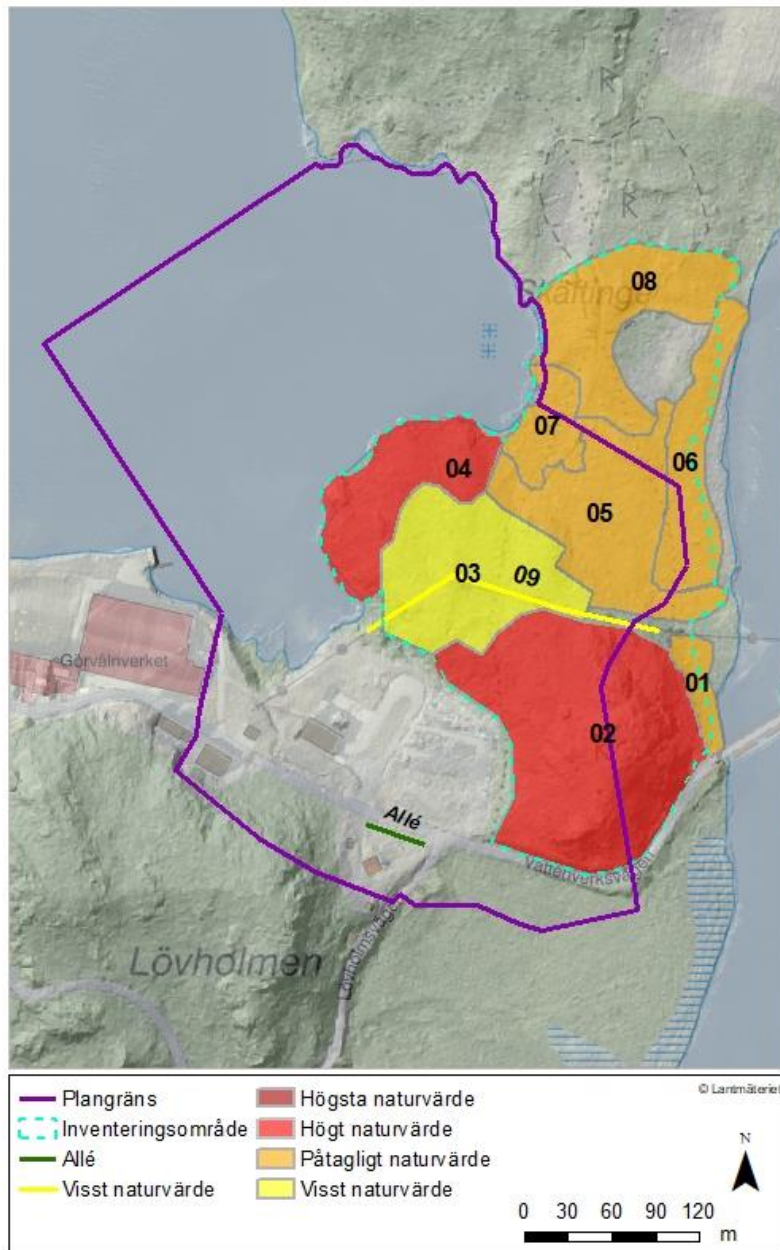 R
R
08
Skäftinge
07
06
04
05
03
09
Görvälnverket
01
02
Allé
Vattenverksvägen
Lövholmsvägen
Lövholmen
Plangräns
Inventeringsområde
Allé
Visst naturvärde
Högsta naturvärde
Högt naturvärde
Påtagligt naturvärde
Visst naturvärde
© Lantmäteriet
N
0 30 60 90 120
m